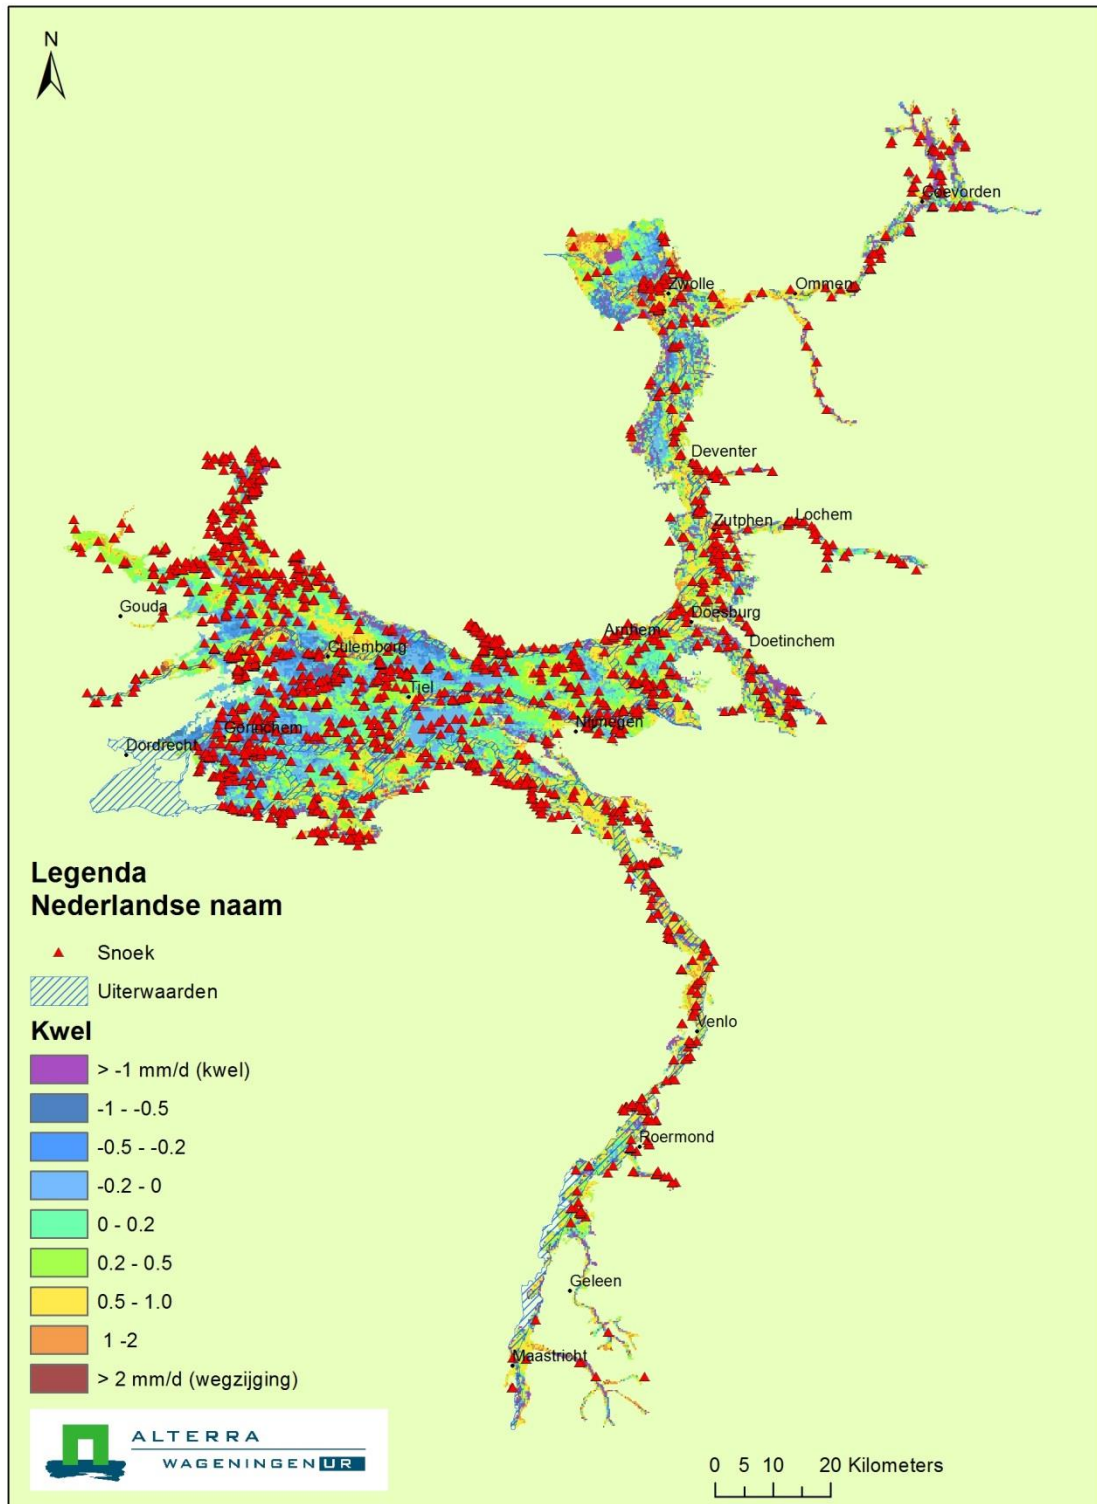 N
Coevorden
Zwolle
Ommen
Deventer
Zutphen
Lochem
Gouda
Doesburg
Arnhem
Doetinchem
Culemborg
Tiel
Gorinchem
Nijmegen
Dordrecht
Legenda
Nederlandse naam
Snoek
Uiterwaarden
Kwel
> -1 mm/d (kwel)
-1 - -0.5
-0.5 - -0.2
-0.2 - 0
0 - 0.2
0.2 - 0.5
0.5 - 1.0
1 -2
> 2 mm/d (wegzijging)
Venlo
Roermond
Geleen
Maastricht
ALTERRA
WAGENINGEN UR
0 5 10 20 Kilometers